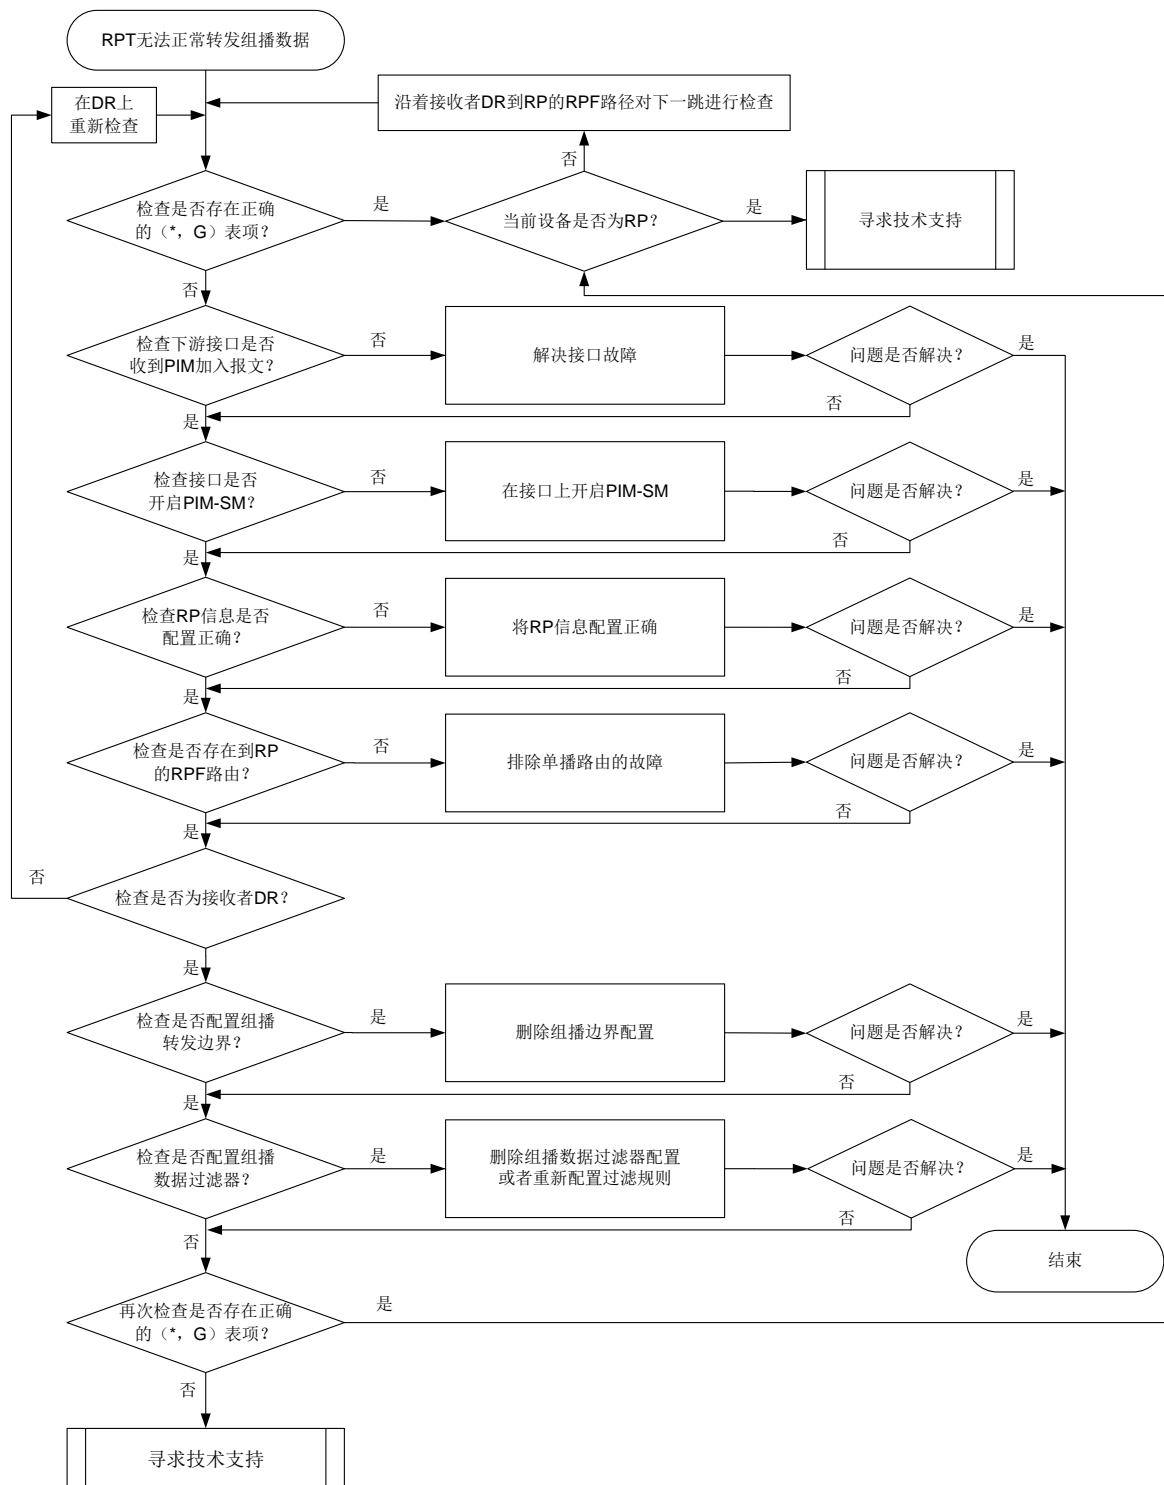 RPT无法正常转发组播数据
在DR上
重新检查
沿着接收者DR到RP的RPF路径对下一跳进行检查
否
检查是否存在正确
的（*，G）表项？
是
当前设备是否为RP？
是
寻求技术支持
否
检查下游接口是否
收到PIM加入报文？
否
解决接口故障
问题是否解决？
是
否
是
检查接口是否
开启PIM-SM？
否
在接口上开启PIM-SM
问题是否解决？
是
否
是
检查RP信息是否
配置正确？
否
将RP信息配置正确
问题是否解决？
是
否
是
检查是否存在到RP
的RPF路由？
否
排除单播路由的故障
问题是否解决？
是
否
是
否
检查是否为接收者DR？
是
检查是否配置组播
转发边界？
是
删除组播边界配置
问题是否解决？
是
否
是
检查是否配置组播
数据过滤器？
是
删除组播数据过滤器配置
或者重新配置过滤规则
问题是否解决？
是
否
否
结束
再次检查是否存在正确
的（*，G）表项？
是
否
寻求技术支持